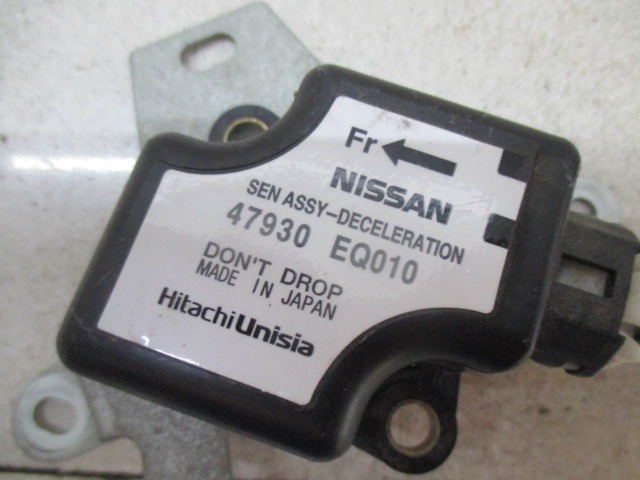 Fr
NISSAN
SEN ASSY-DECELERATION
47930 EQ010
DON'T DROP
MADE IN JAPAN
HitachiUnisia